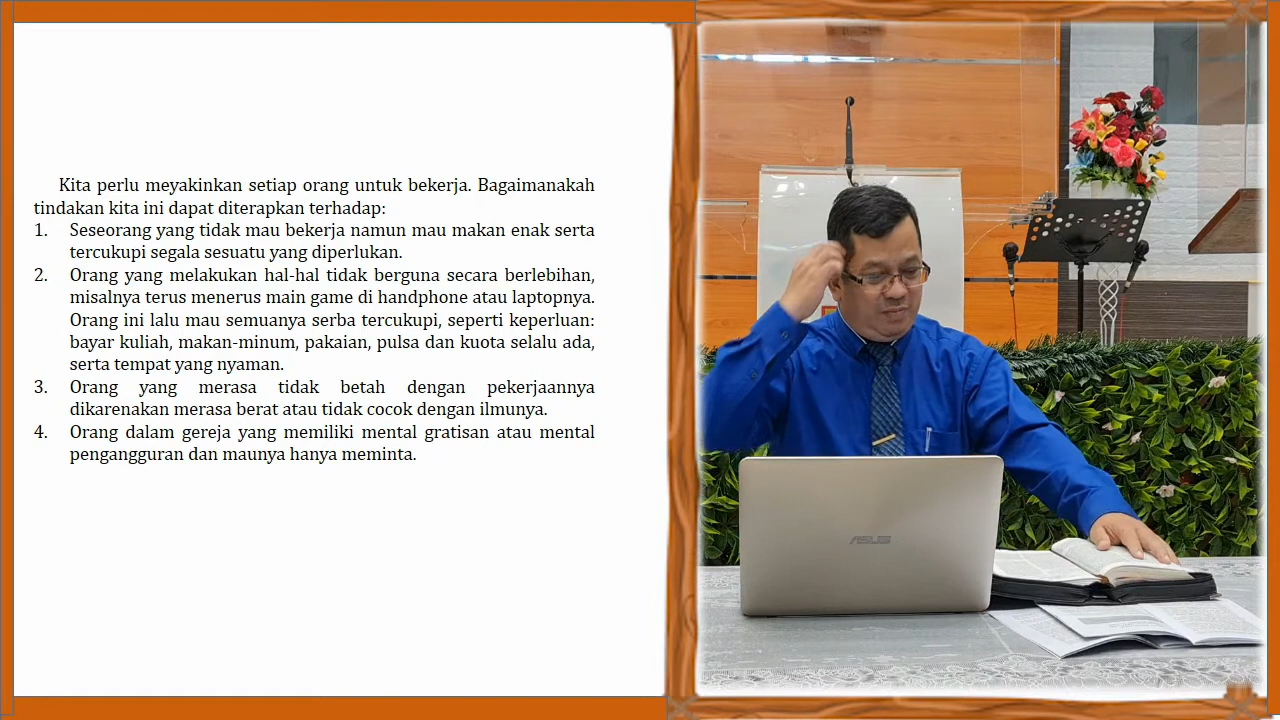 Kita perlu meyakinkan setiap orang untuk bekerja. Bagaimanakah
tindakan kita ini dapat diterapkan terhadap:
1. Seseorang yang tidak mau bekerja namun mau makan enak serta
tercukupi segala sesuatu yang diperlukan.
2. Orang yang melakukan hal-hal tidak berguna secara berlebihan,
misalnya terus menerus main game di handphone atau laptopnya.
Orang ini lalu mau semuanya serba tercukupi, seperti keperluan:
bayar kuliah, makan-minum, pakaian, pulsa dan kuota selalu ada,
serta tempat yang nyaman.
3. Orang yang merasa tidak betah dengan pekerjaannya
dikarenakan merasa berat atau tidak cocok dengan ilmunya.
4. Orang dalam gereja yang memiliki mental gratisan atau mental
pengangguran dan maunya hanya meminta.
ASUS